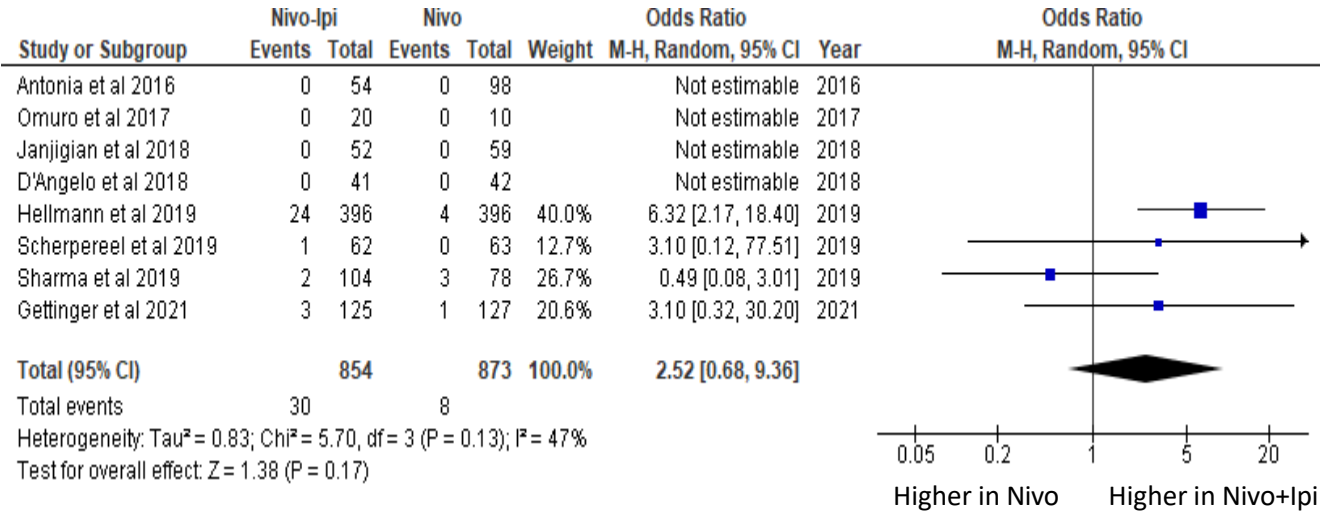 Nivo-Ipi Nivo Odds Ratio Odds Ratio
Study or Subgroup Events Total Events Total Weight M-H, Random, 95% CI Year M-H, Random, 95% CI
Antonia et al 2016 0 54 0 98 Not estimable 2016
Omuro et al 2017 0 20 0 10 Not estimable 2017
Janjigian et al 2018 0 52 0 59 Not estimable 2018
D'Angelo et al 2018 0 41 0 42 Not estimable 2018
Hellmann et al 2019 24 396 4 396 40.0% 6.32 [2.17, 18.40] 2019
Scherpereel et al 2019 1 62 0 63 12.7% 3.10 [0.12, 77.51] 2019
Sharma et al 2019 2 104 3 78 26.7% 0.49 [0.08, 3.01] 2019
Gettinger et al 2021 3 125 1 127 20.6% 3.10 [0.32, 30.20] 2021
Total (95% CI) 854 873 100.0% 2.52 [0.68, 9.36]
Total events 30 8
Heterogeneity: Tau² = 0.83; Chi² = 5.70, df = 3 (P = 0.13); I² = 47%
Test for overall effect: Z = 1.38 (P = 0.17)
0.05 0.2 1 5 20
Higher in Nivo Higher in Nivo+Ipi